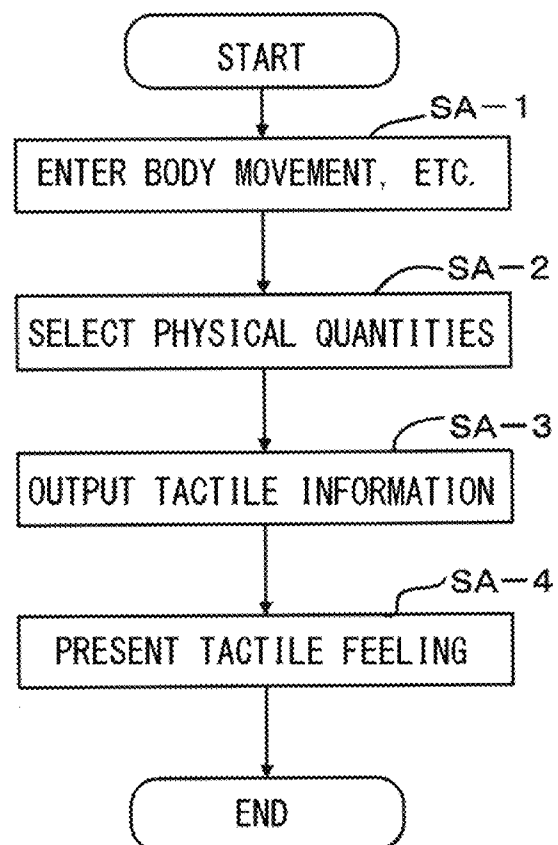 START
SA-1
ENTER BODY MOVEMENT, ETC.
SA-2
SELECT PHYSICAL QUANTITIES
SA-3
OUTPUT TACTILE INFORMATION
SA-4
PRESENT TACTILE FEELING
END